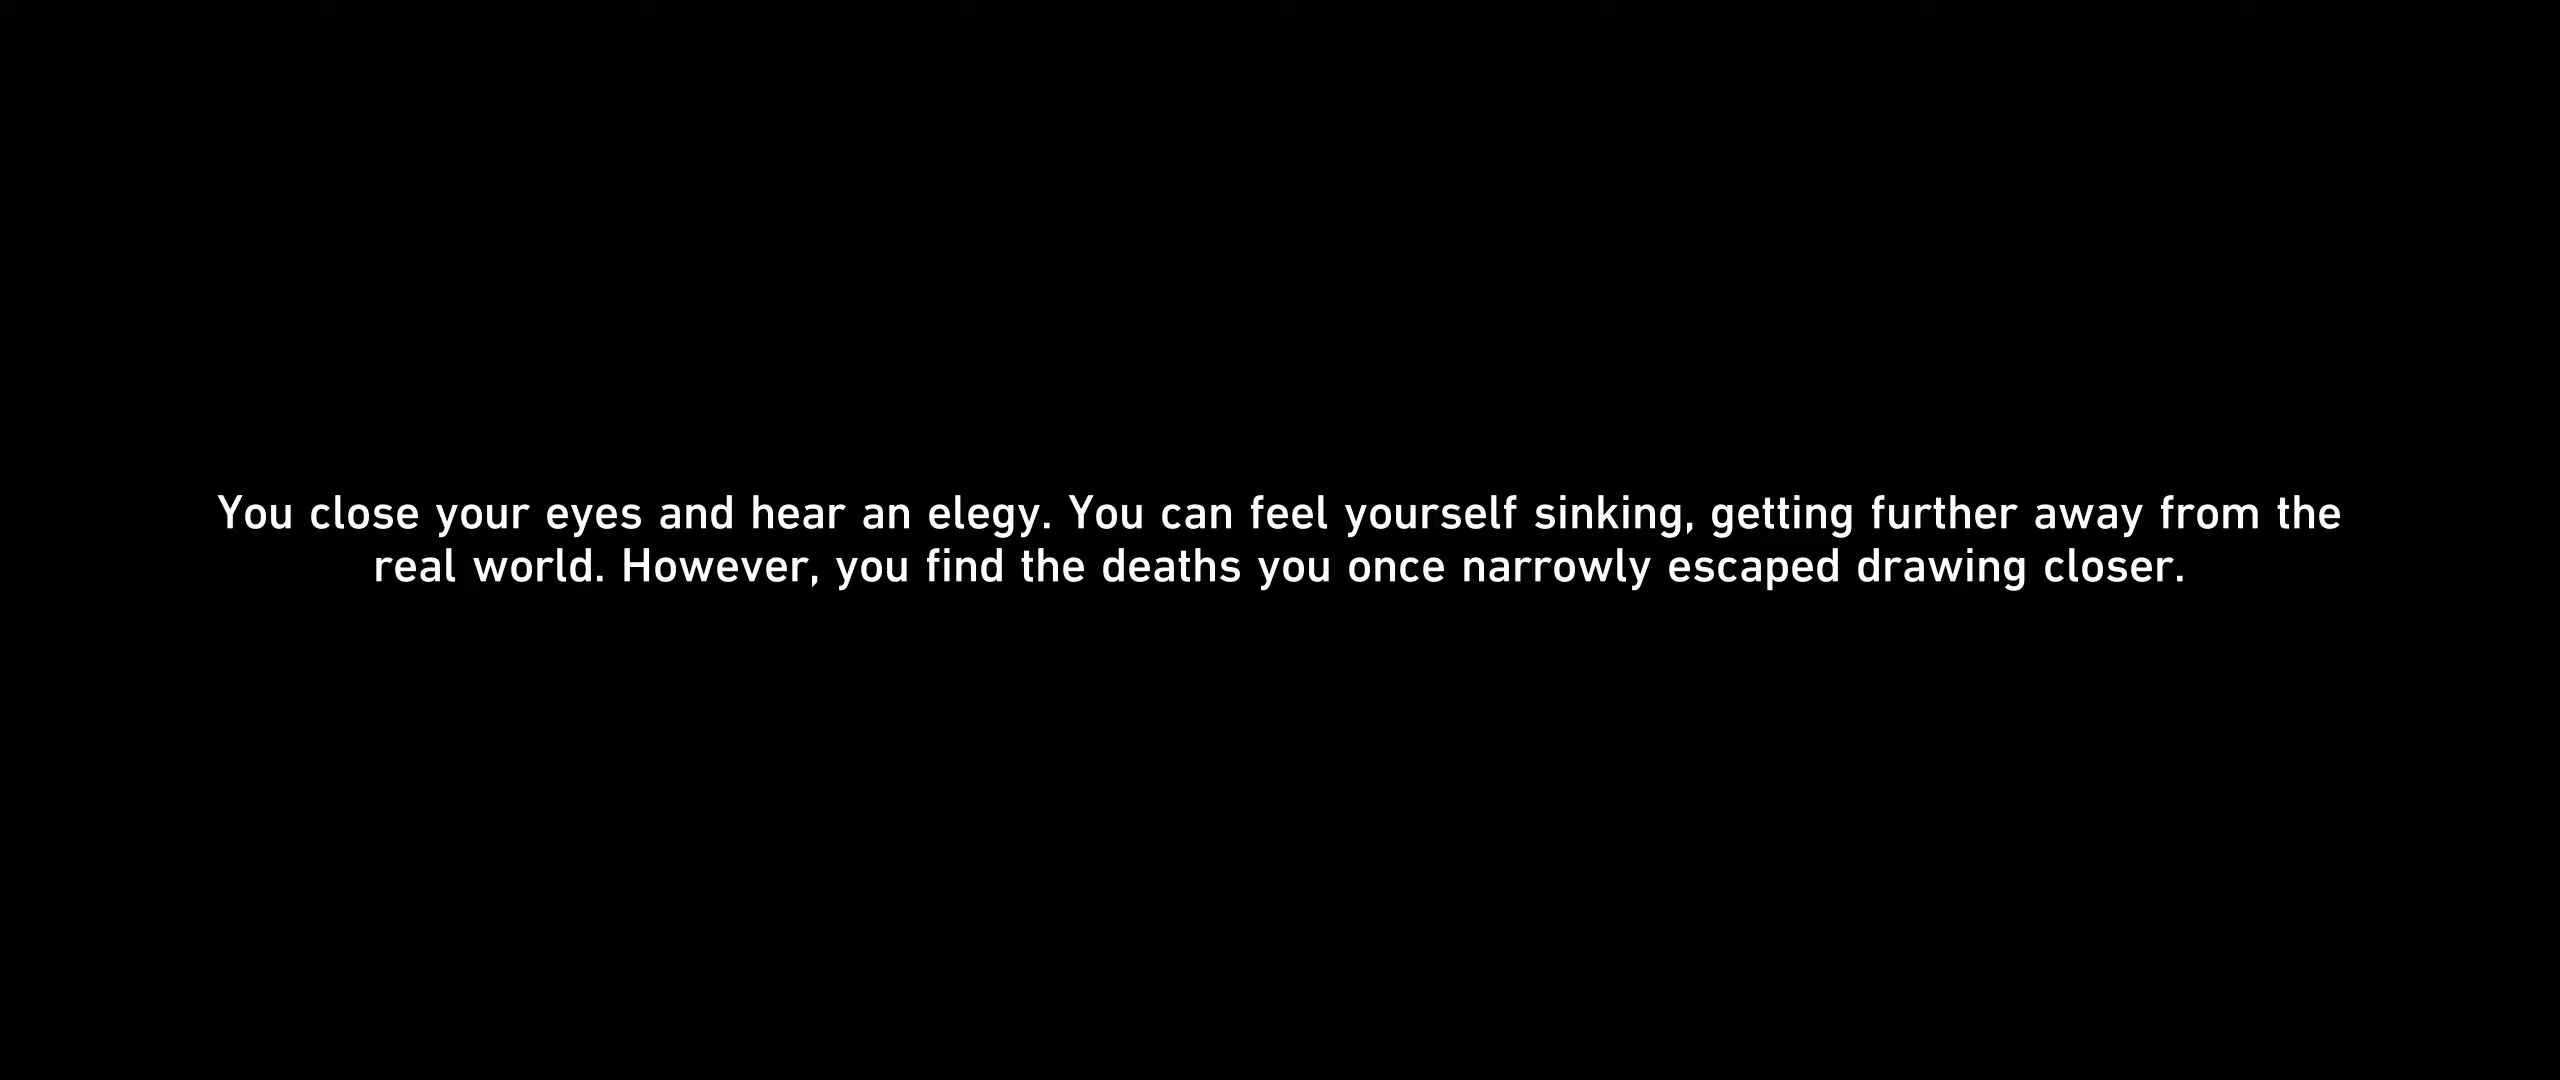 You close your eyes and hear an elegy. You can feel yourself sinking, getting further away from the
real world. However, you find the deaths you once narrowly escaped drawing closer.